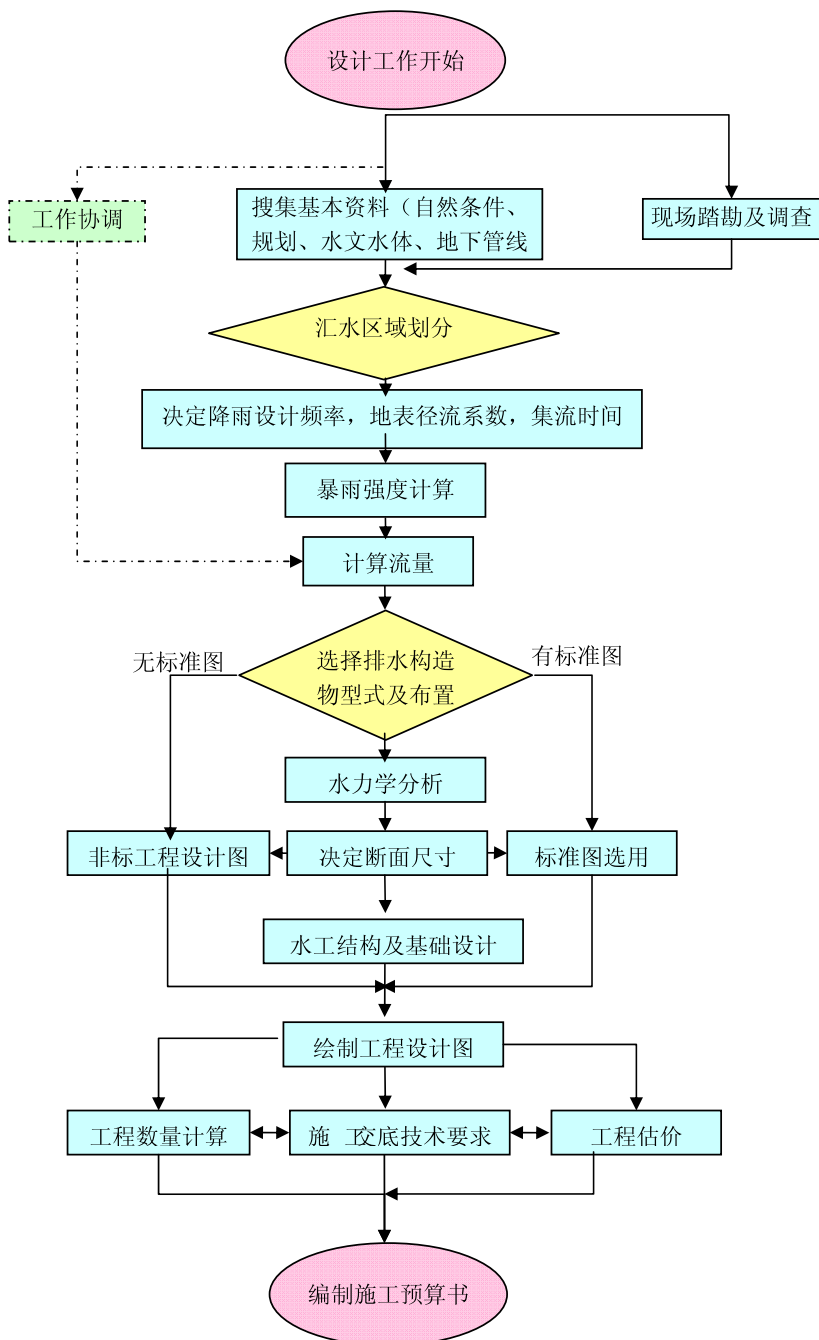 设计工作开始
工作协调
搜集基本资料（自然条件、
规划、水文水体、地下管线
现场踏勘及调查
汇水区域划分
决定降雨设计频率，地表径流系数，集流时间
暴雨强度计算
计算流量
无标准图
选择排水构造
物型式及布置
有标准图
水力学分析
非标工程设计图
决定断面尺寸
标准图选用
水工结构及基础设计
绘制工程设计图
工程数量计算
施 工交底技术要求
工程估价
编制施工预算书